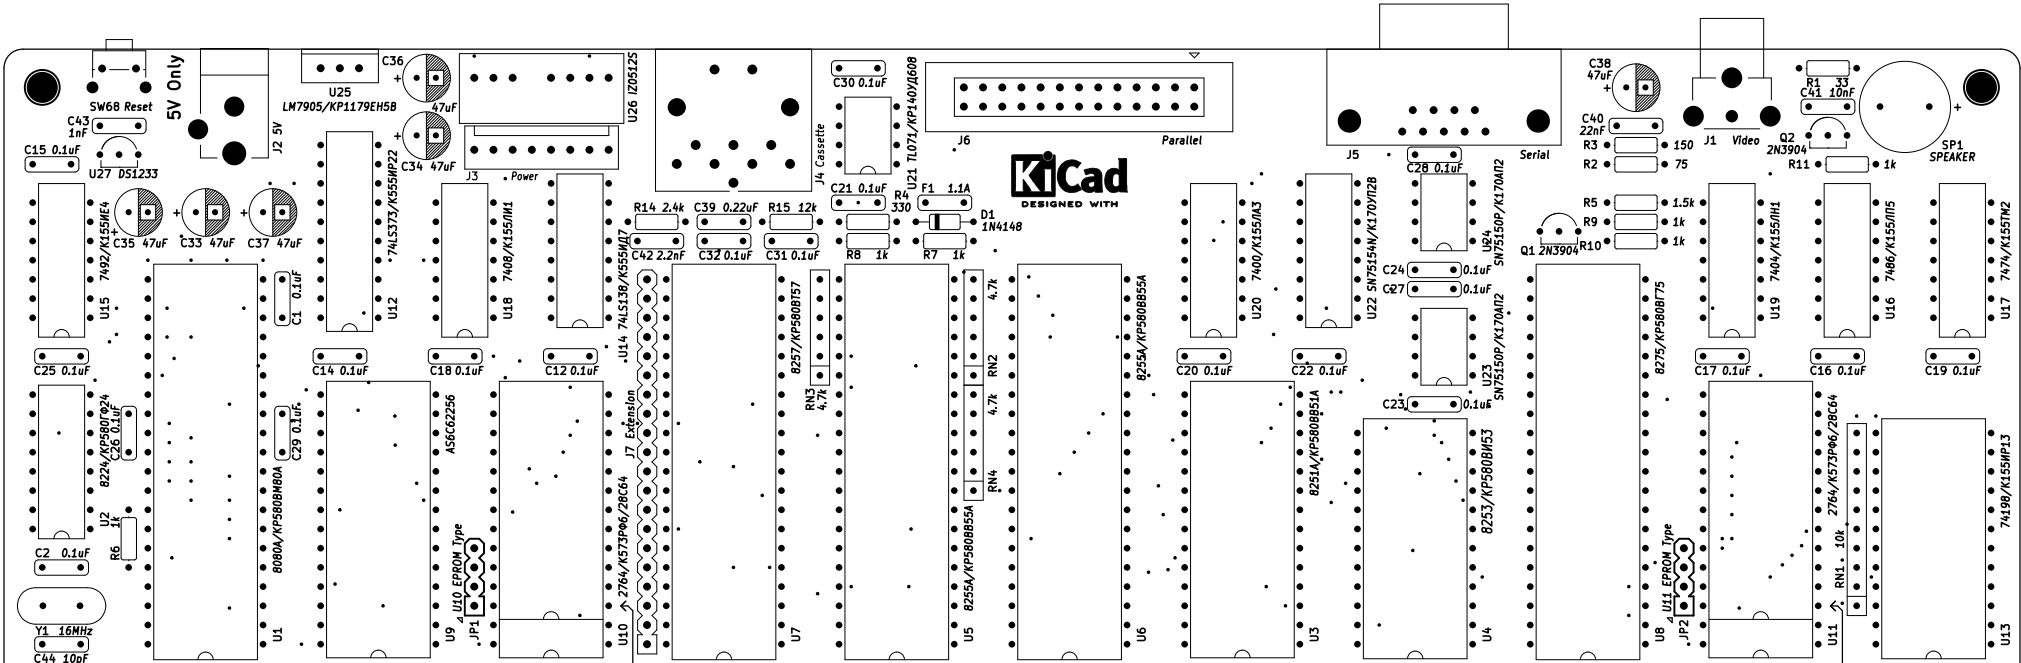 SW68 Reset
C43
1nF
C15 0.1uF
U27 DS1233
5V Only
J2 5V
U25
LM7905/КР1179ЕН5В
C36
47uF
C34 47uF
U26 IZ0512S
J3 Power
J4 Cassette
C30 0.1uF
U21 TL071/КР140УД608
J6
Parallel
KiCad
DESIGNED WITH
J5
Serial
C38
47uF
C40
22nF
R3 150
R2 75
J1 Video
R1 33
C41 10nF
Q2
2N3904
R11 1k
SP1
SPEAKER
C35 47uF
C33 47uF
C37 47uF
7492/К155ИЕ4
U15
74LS373/К555ИР22
U12
7408/К155ЛИ1
U18
74LS138/К555ИД7
U14
R14 2.4k
C39 0.22uF
R15 12k
C42 2.2nF
C32 0.1uF
C31 0.1uF
C21 0.1uF
R4
330
F1 1.1A
D1
1N4148
R8 1k
R7 1k
7400/К155ЛА3
U20
SN75154N/К170УП2В
U22
C28 0.1uF
SN75150P/К170АП2
U24
C24 0.1uF
C27 0.1uF
SN75150P/К170АП2
U23
C23 0.1uF
R5 1.5k
R9 1k
R10 1k
Q1 2N3904
7404/К155ЛН1
U19
7486/К155ЛП5
U16
7474/К155ТМ2
U17
C1 0.1uF
C25 0.1uF
C14 0.1uF
C18 0.1uF
C12 0.1uF
C20 0.1uF
C22 0.1uF
C17 0.1uF
C16 0.1uF
C19 0.1uF
8224/КР580ГФ24
U2
C26 0.1uF
C29 0.1uF
R6 1k
C2 0.1uF
Y1 16MHz
C44 10pF
8080A/КР580ВМ80А
U1
AS6C62256
U9
U10 EPROM Type
JP1
2764/К573РФ6/28C64
U10
J7 Extension
8257/КР580ВТ57
U7
RN3
4.7k
8255A/КР580ВВ55А
U5
4.7k
RN2
4.7k
RN4
8255A/КР580ВВ55А
U6
8251A/КР580ВВ51А
U3
8253/КР580ВИ53
U4
8275/КР580ВГ75
U8
U11 EPROM Type
JP2
2764/К573РФ6/28C64
U11
RN1 10k
74198/К155ИР13
U13